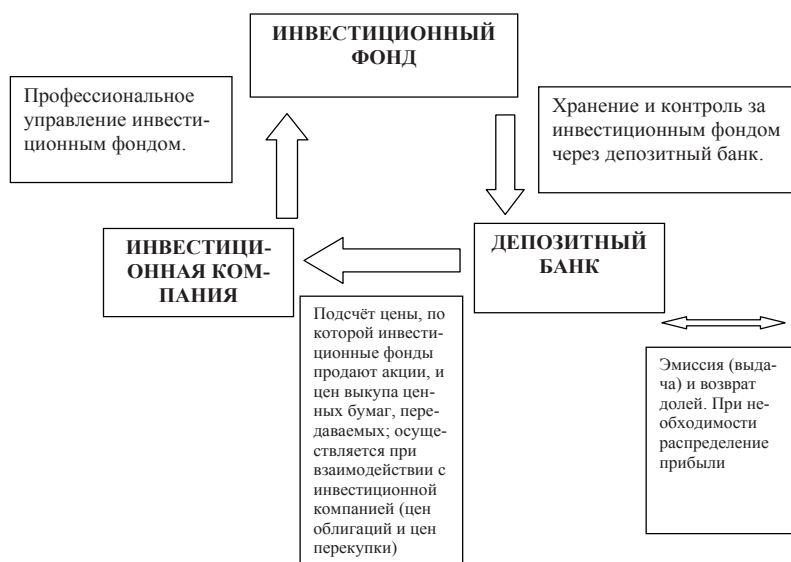 ИНВЕСТИЦИОННЫЙ
ФОНД
Профессиональное
управление инвести-
ционным фондом.
Хранение и контроль за
инвестиционным фондом
через депозитный банк.
ИНВЕСТИЦИ-
ОННАЯ КОМ-
ПАНИЯ
ДЕПОЗИТНЫЙ
БАНК
Подсчёт цены, по
которой инвести-
ционные фонды
продают акции, и
цен выкупа цен-
ных бумаг, пере-
даваемых; осущес-
твляется при
взаимодействии с
инвестиционной
компанией (цен
облигаций и цен
перекупки)
Эмиссия (выда-
ча) и возврат
долей. При не-
обходимости
распределение
прибыли